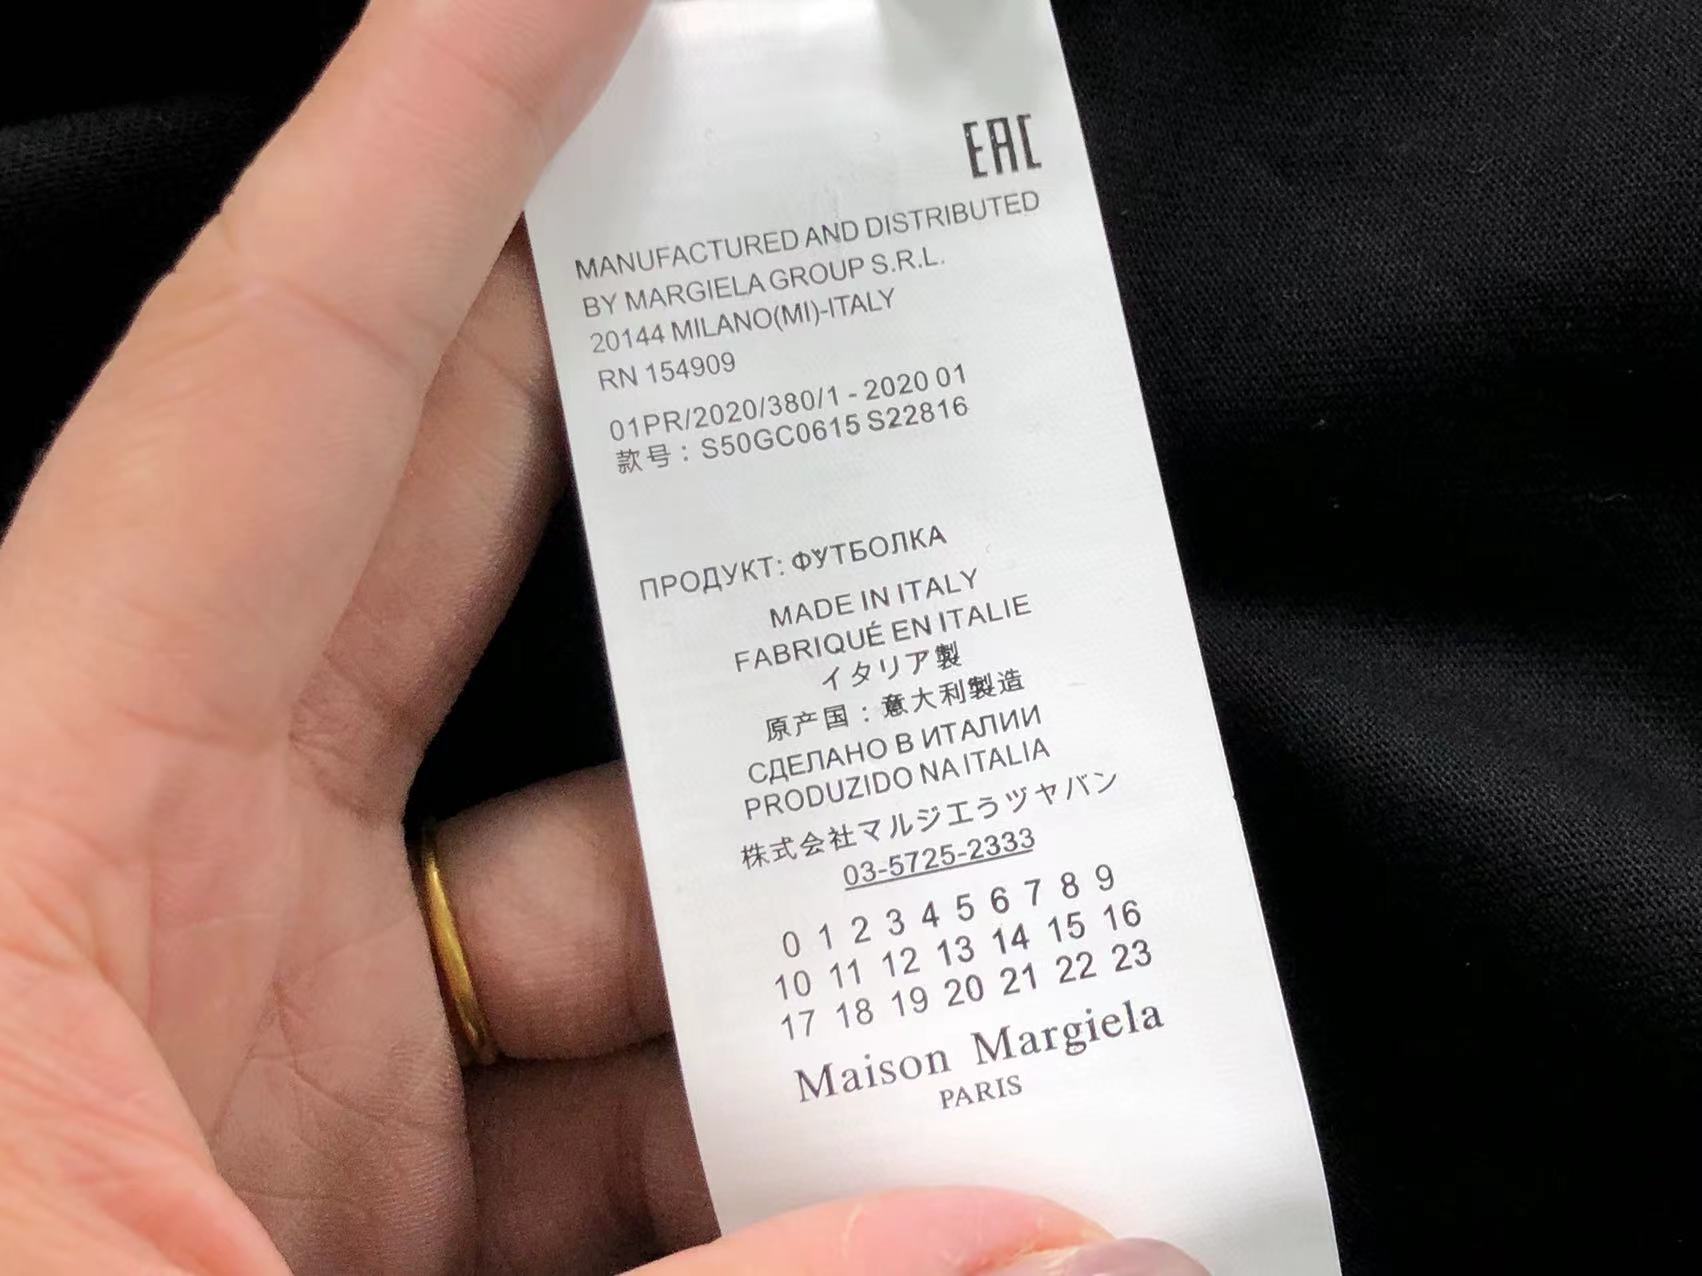 EAC
MANUFACTURED AND DISTRIBUTED
BY MARGIELA GROUP S.R.L.
20144 MILANO(MI)-ITALY
RN 154909
01PR/2020/380/1 - 2020 01
款号：S50GC0615 S22816
ПРОДУКТ: ФУТБОЛКА
MADE IN ITALY
FABRIQUÉ EN ITALIE
イタリア製
原产国：意大利製造
СДЕЛАНО В ИТАЛИИ
PRODUZIDO NA ITALIA
株式会社マルジエうヅヤバン
03-5725-2333
0 1 2 3 4 5 6 7 8 9
10 11 12 13 14 15 16
17 18 19 20 21 22 23
Maison Margiela
PARIS